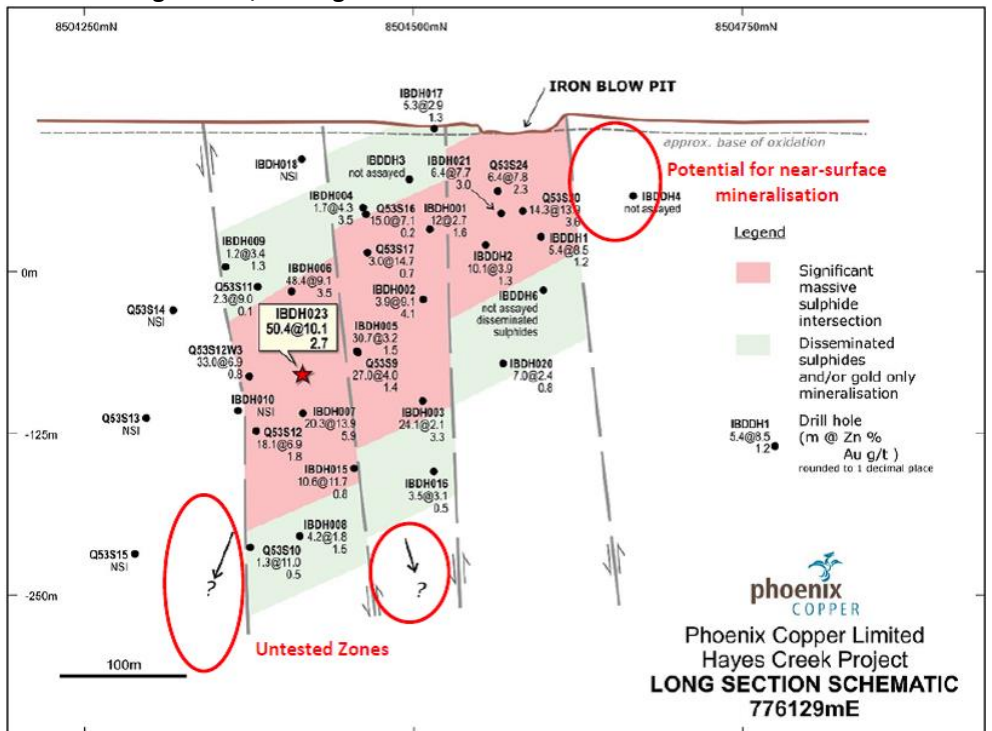 8504250mN
8504500mN
8504750mN
IBDH017
5.3@2.9
1.3
IRON BLOW PIT
approx. base of oxidation
IBDH018
NSI
IBDDH3
not assayed
IBDH021
6.4@7.7
3.0
Q53S24
6.4@7.8
2.3
Potential for near-surface
mineralisation
IBDDH4
not assayed
IBDH004
1.7@4.3
3.5
Q53S16
15.0@7.1
0.2
IBDH001
12@2.7
1.6
Q53S20
14.3@13.9
3.6
IBDDH1
5.4@8.5
1.2
Legend
IBDH009
1.2@3.4
1.3
Q53S17
3.0@14.7
0.7
IBDDH2
10.1@3.9
1.3
0m
Q53S11
2.3@9.0
0.1
IBDH006
48.4@9.1
3.5
IBDH002
3.9@9.1
4.1
IBDDH6
not assayed
disseminated
sulphides
Significant
massive
sulphide
intersection
Q53S14
NSI
IBDH023
50.4@10.1
2.7
IBDH005
30.7@3.2
1.5
Disseminated
sulphides
and/or gold only
mineralisation
Q53S12W3
33.0@6.9
0.8
Q53S9
27.0@4.0
1.4
IBDH020
7.0@2.4
0.8
IBDH010
NSI
IBDH007
20.3@13.9
5.9
IBDH003
24.1@2.1
3.3
Q53S13
NSI
-125m
Q53S12
18.1@6.9
1.8
IBDDH1
5.4@8.5
1.2
Drill hole
(m @ Zn %
Au g/t )
rounded to 1 decimal place
IBDH015
10.6@11.7
0.8
IBDH016
3.5@3.1
0.5
IBDH008
4.2@1.8
1.5
Q53S15
NSI
Q53S10
1.3@11.0
0.5
?
?
-250m
phoenix
COPPER
Untested Zones
100m
Phoenix Copper Limited
Hayes Creek Project
LONG SECTION SCHEMATIC
776129mE